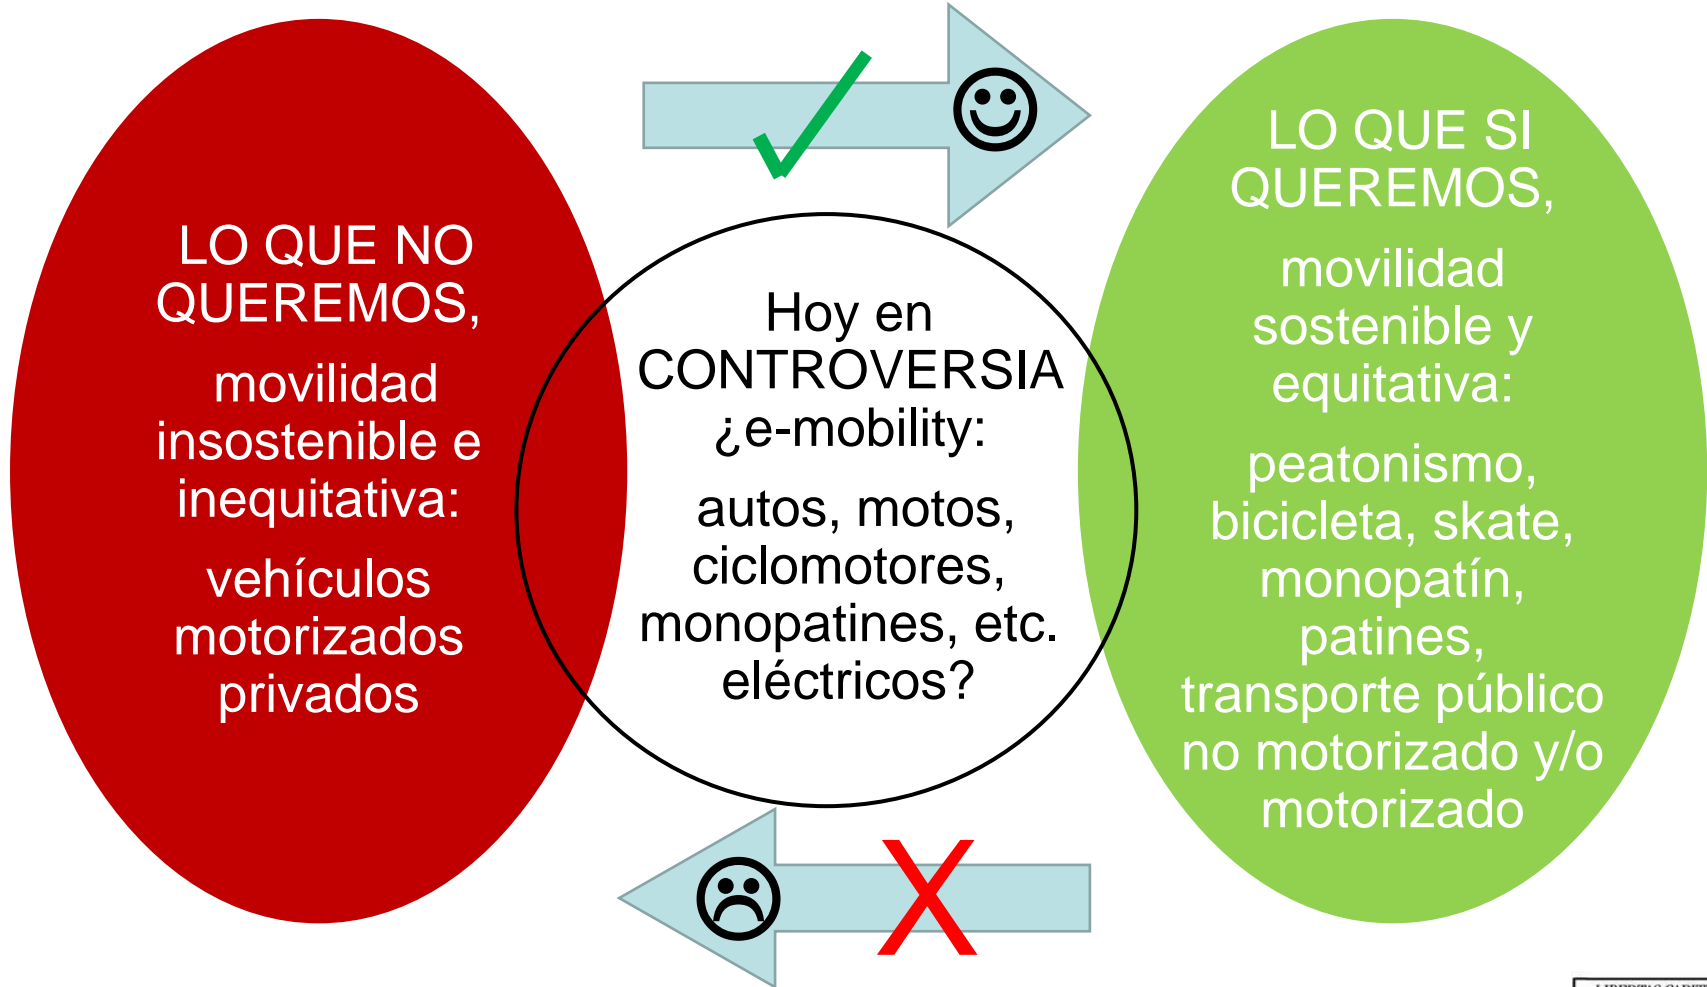 LO QUE NO
QUEREMOS,
movilidad
insostenible e
inequitativa:
vehículos
motorizados
privados
Hoy en
CONTROVERSIA
¿e-mobility:
autos, motos,
ciclomotores,
monopatines, etc.
eléctricos?
LO QUE SI
QUEREMOS,
movilidad
sostenible y
equitativa:
peatonismo,
bicicleta, skate,
monopatín,
patines,
transporte público
no motorizado y/o
motorizado
X